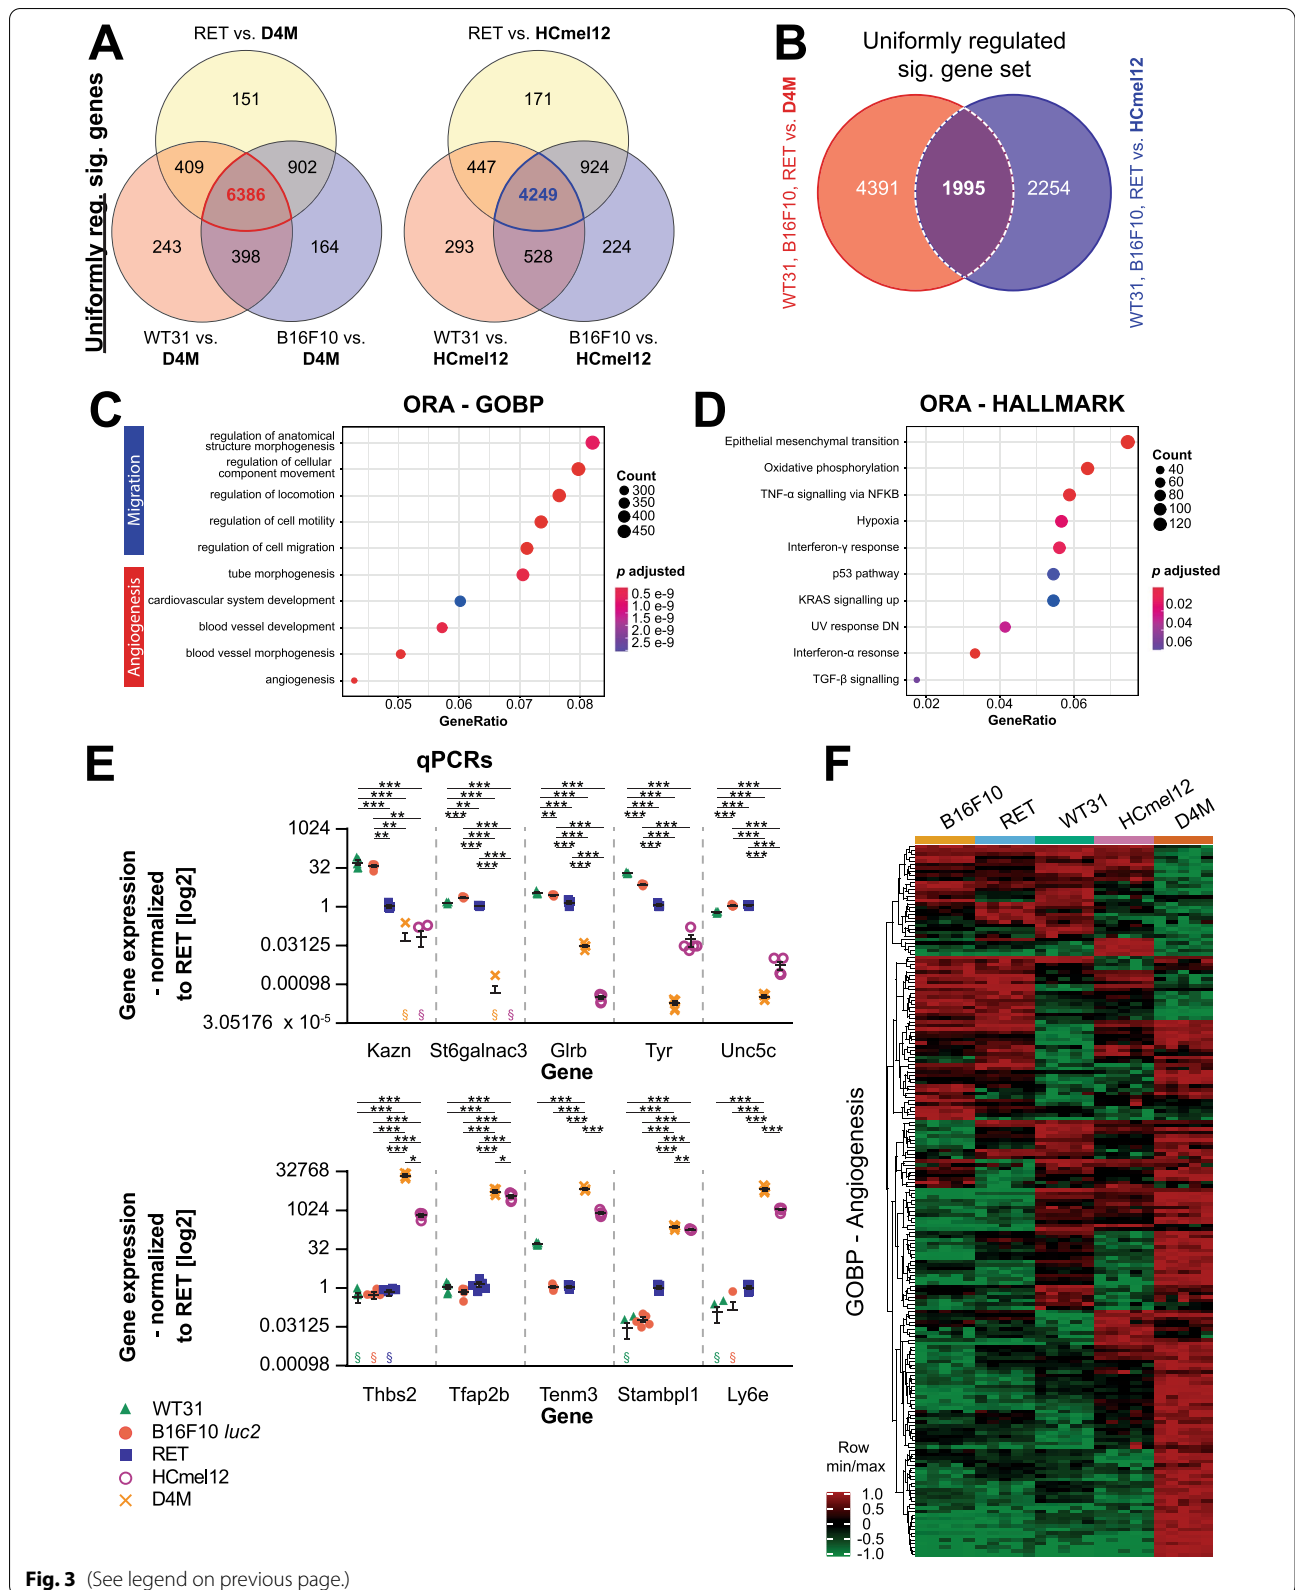 A
RET vs. D4M
Uniformly reg. sig. genes
151
409
902
6386
243
398
164
WT31 vs.
D4M
B16F10 vs.
D4M
RET vs. HCmel12
171
447
924
4249
293
528
224
WT31 vs.
HCmel12
B16F10 vs.
HCmel12
B
Uniformly regulated
sig. gene set
WT31, B16F10, RET vs. D4M
4391
1995
2254
WT31, B16F10, RET vs. HCmel12
C
ORA - GOBP
Migration
Angiogenesis
regulation of anatomical
structure morphogenesis
regulation of cellular
component movement
regulation of locomotion
regulation of cell motility
regulation of cell migration
tube morphogenesis
cardiovascular system development
blood vessel development
blood vessel morphogenesis
angiogenesis
0.05
0.06
0.07
0.08
GeneRatio
Count
300
350
400
450
p adjusted
0.5 e-9
1.0 e-9
1.5 e-9
2.0 e-9
2.5 e-9
D
ORA - HALLMARK
Epithelial mesenchymal transition
Oxidative phosphorylation
TNF-α signalling via NFKB
Hypoxia
Interferon-γ response
p53 pathway
KRAS signalling up
UV response DN
Interferon-α resonse
TGF-β signalling
0.02
0.04
0.06
GeneRatio
Count
40
60
80
100
120
p adjusted
0.02
0.04
0.06
E
qPCRs
*** *** *** ** ** **
*** *** ** *** *** *** *** *** ***
*** *** *** ** *** *** *** *** ***
*** *** *** *** *** *** ***
*** *** *** *** *** *** *** *** ***
Gene expression
- normalized
to RET [log2]
1024
32
1
0.03125
0.00098
3.05176 x 10-5
§ § § §
Kazn
St6galnac3
Glrb
Tyr
Unc5c
Gene
*** *** *** *** *** *** *
*** *** *** *** *** *** *
*** *** *** ***
*** *** *** *** *** *** **
*** *** *** ***
Gene expression
- normalized
to RET [log2]
32768
1024
32
1
0.03125
0.00098
§ § § § § §
Thbs2
Tfap2b
Tenm3
Stambpl1
Ly6e
Gene
WT31
B16F10 luc2
RET
HCmel12
D4M
F
B16F10
RET
WT31
HCmel12
D4M
GOBP - Angiogenesis
Row
min/max
1.0
0.5
0
-0.5
-1.0
Fig. 3 (See legend on previous page.)